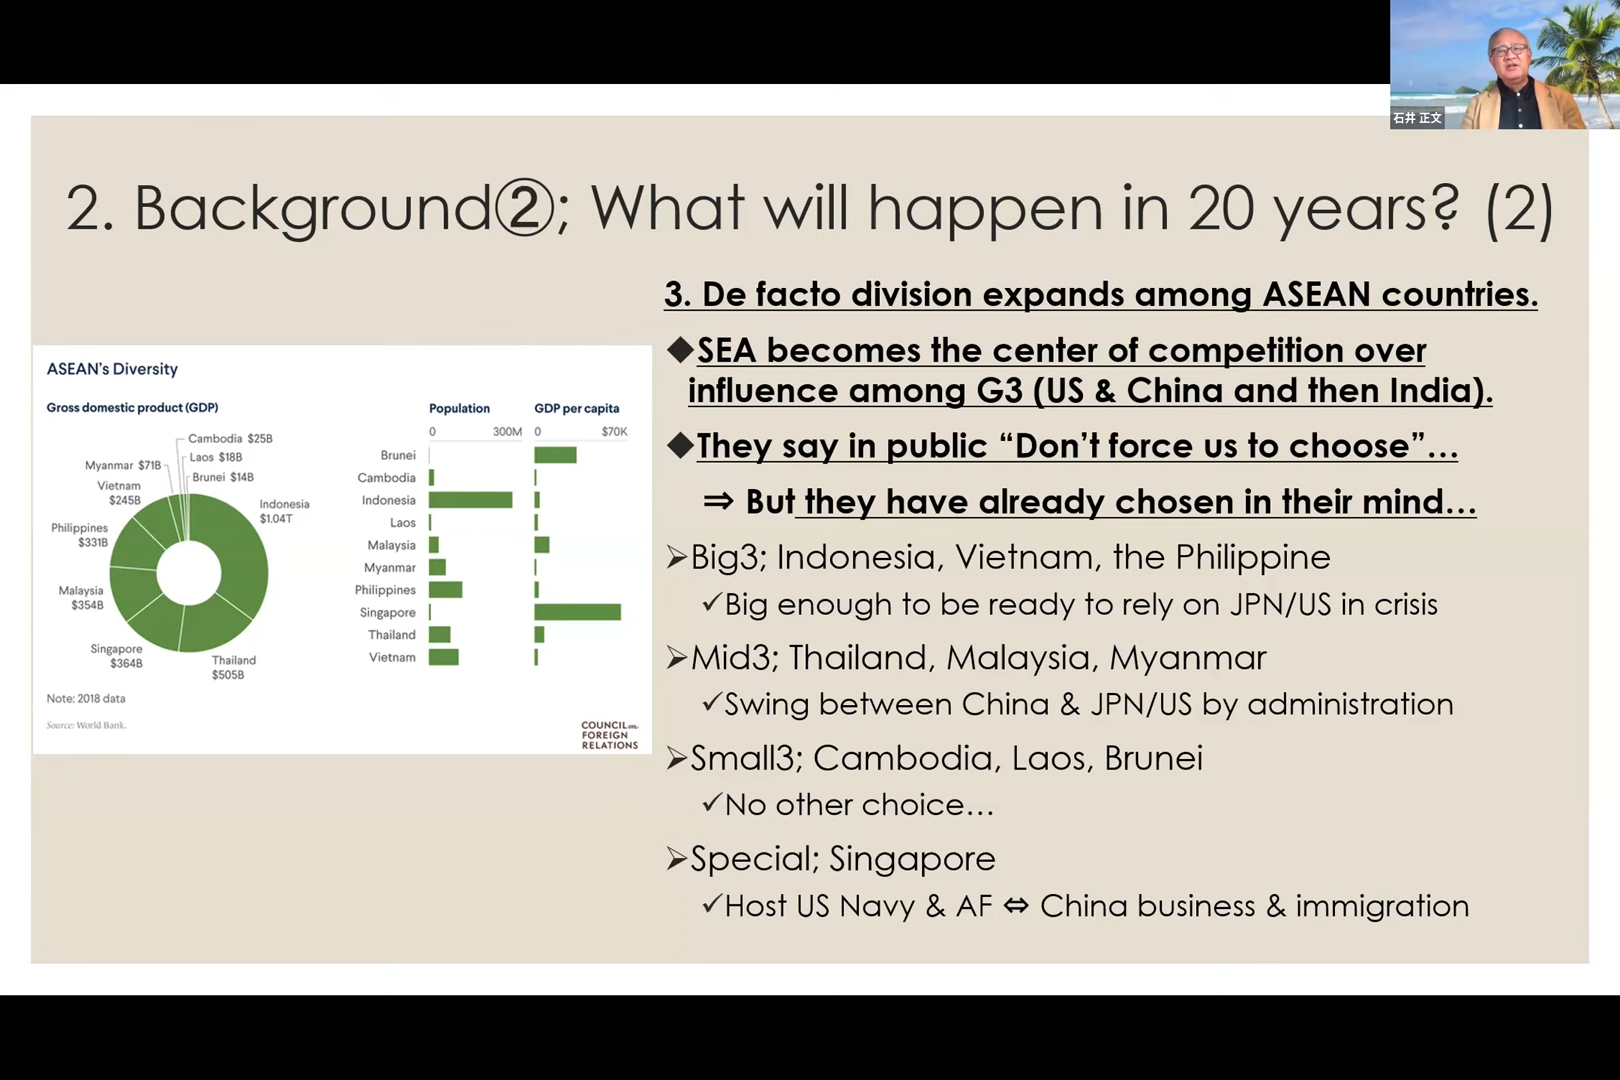 石井 正文
2. Background②; What will happen in 20 years? (2)
3. De facto division expands among ASEAN countries.
◆SEA becomes the center of competition over
influence among G3 (US & China and then India).
◆They say in public “Don’t force us to choose”…
⇒ But they have already chosen in their mind…
➢Big3; Indonesia, Vietnam, the Philippine
✓Big enough to be ready to rely on JPN/US in crisis
➢Mid3; Thailand, Malaysia, Myanmar
✓Swing between China & JPN/US by administration
➢Small3; Cambodia, Laos, Brunei
✓No other choice…
➢Special; Singapore
✓Host US Navy & AF ⇔ China business & immigration
ASEAN's Diversity
Gross domestic product (GDP)
Cambodia $25B
Laos $18B
Brunei $14B
Myanmar $71B
Vietnam
$245B
Philippines
$331B
Malaysia
$354B
Singapore
$364B
Thailand
$505B
Indonesia
$1.04T
Population
0 300M
GDP per capita
0 $70K
Brunei
Cambodia
Indonesia
Laos
Malaysia
Myanmar
Philippines
Singapore
Thailand
Vietnam
Note: 2018 data
Source: World Bank.
COUNCIL on
FOREIGN
RELATIONS